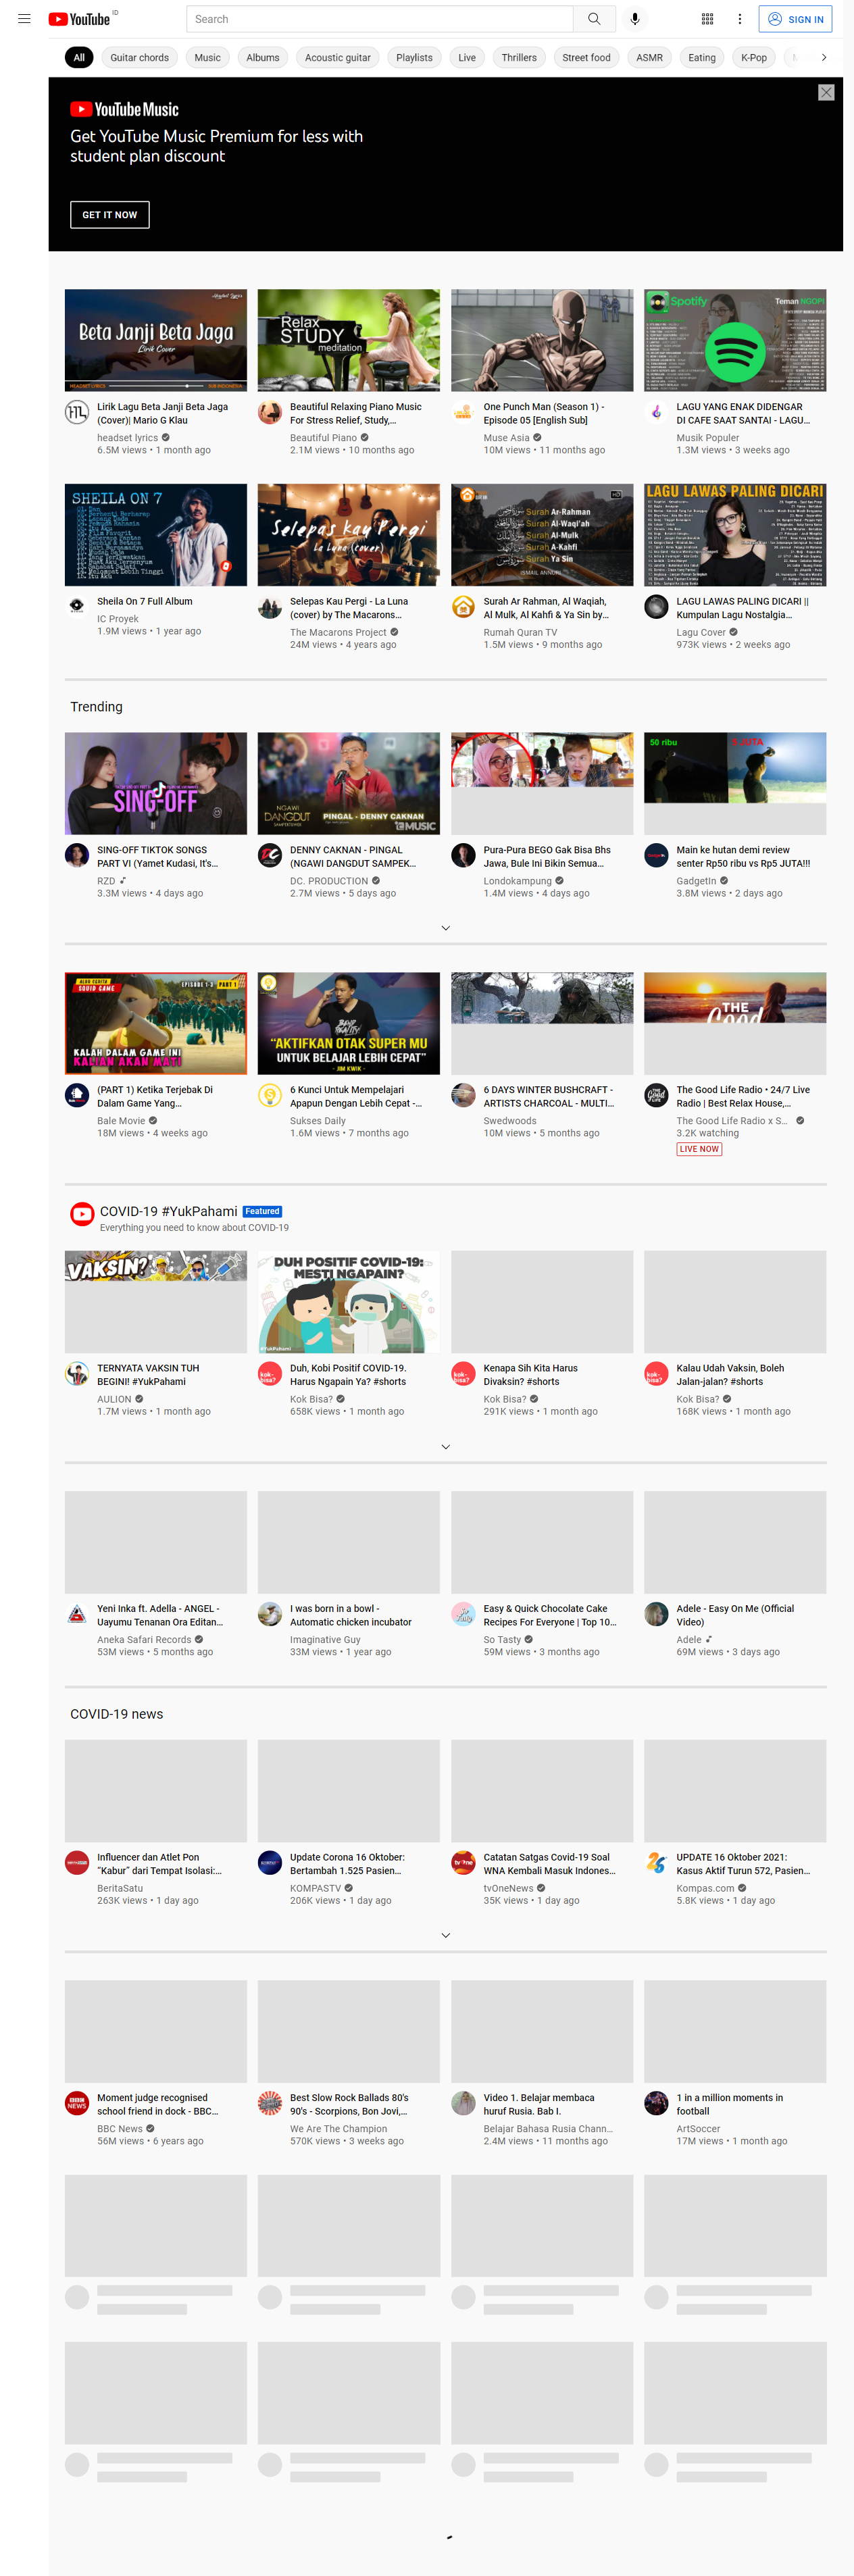 YouTube ID
Search
SIGN IN
All
Guitar chords
Music
Albums
Acoustic guitar
Playlists
Live
Thrillers
Street food
ASMR
Eating
K-Pop
YouTube Music
Get YouTube Music Premium for less with
student plan discount
GET IT NOW
Beta Janji Beta Jaga
Lirik Cover
HEADSET LYRICS
SUB INDONESIA
Relax
STUDY
meditation
Spotify
Teman NGOPI
Lirik Lagu Beta Janji Beta Jaga
(Cover)| Mario G Klau
headset lyrics
6.5M views • 1 month ago
Beautiful Relaxing Piano Music
For Stress Relief, Study,...
Beautiful Piano
2.1M views • 10 months ago
One Punch Man (Season 1) -
Episode 05 [English Sub]
Muse Asia
10M views • 11 months ago
LAGU YANG ENAK DIDENGAR
DI CAFE SAAT SANTAI - LAGU...
Musik Populer
1.3M views • 3 weeks ago
SHEILA ON 7
Selepas kau Pergi
La Luna (cover)
HQ
Surah Ar-Rahman
Surah Al-Waqi'ah
Surah Al-Mulk
Surah A-Kahfi
Surah Ya Sin
ISMAIL ANNURI
LAGU LAWAS PALING DICARI
Sheila On 7 Full Album
IC Proyek
1.9M views • 1 year ago
Selepas Kau Pergi - La Luna
(cover) by The Macarons...
The Macarons Project
24M views • 4 years ago
Surah Ar Rahman, Al Waqiah,
Al Mulk, Al Kahfi & Ya Sin by...
Rumah Quran TV
1.5M views • 9 months ago
LAGU LAWAS PALING DICARI ||
Kumpulan Lagu Nostalgia...
Lagu Cover
973K views • 2 weeks ago
Trending
SING-OFF
NGAWI
DANGDUT
PINGAL - DENNY CAKNAN
MUSIC
50 ribu
5 JUTA
SING-OFF TIKTOK SONGS
PART VI (Yamet Kudasi, It's...
RZD
3.3M views • 4 days ago
DENNY CAKNAN - PINGAL
(NGAWI DANGDUT SAMPEK...
DC. PRODUCTION
2.7M views • 5 days ago
Pura-Pura BEGO Gak Bisa Bhs
Jawa, Bule Ini Bikin Semua...
Londokampung
1.4M views • 4 days ago
Main ke hutan demi review
senter Rp50 ribu vs Rp5 JUTA!!!
GadgetIn
3.8M views • 2 days ago
ALUR CERITA
SQUID GAME
EPISODE 1-3
PART 1
KALAH DALAM GAME INI
KALIAN AKAN MATI
"AKTIFKAN OTAK SUPER MU
UNTUK BELAJAR LEBIH CEPAT"
- JIM KWIK -
THE
Good
(PART 1) Ketika Terjebak Di
Dalam Game Yang...
Bale Movie
18M views • 4 weeks ago
6 Kunci Untuk Mempelajari
Apapun Dengan Lebih Cepat -...
Sukses Daily
1.6M views • 7 months ago
6 DAYS WINTER BUSHCRAFT -
ARTISTS CHARCOAL - MULTI...
Swedwoods
10M views • 5 months ago
The Good Life Radio • 24/7 Live
Radio | Best Relax House,...
The Good Life Radio x S...
3.2K watching
LIVE NOW
COVID-19 #YukPahami
Featured
Everything you need to know about COVID-19
VAKSIN?
DUH POSITIF COVID-19:
MESTI NGAPAIN?
#YukPahami
TERNYATA VAKSIN TUH
BEGINI! #YukPahami
AULION
1.7M views • 1 month ago
Duh, Kobi Positif COVID-19.
Harus Ngapain Ya? #shorts
Kok Bisa?
658K views • 1 month ago
Kenapa Sih Kita Harus
Divaksin? #shorts
Kok Bisa?
291K views • 1 month ago
Kalau Udah Vaksin, Boleh
Jalan-jalan? #shorts
Kok Bisa?
168K views • 1 month ago
Yeni Inka ft. Adella - ANGEL -
Uayumu Tenanan Ora Editan...
Aneka Safari Records
53M views • 5 months ago
I was born in a bowl -
Automatic chicken incubator
Imaginative Guy
33M views • 1 year ago
Easy & Quick Chocolate Cake
Recipes For Everyone | Top 10...
So Tasty
59M views • 3 months ago
Adele - Easy On Me (Official
Video)
Adele
69M views • 3 days ago
COVID-19 news
Influencer dan Atlet Pon
"Kabur" dari Tempat Isolasi:...
BeritaSatu
263K views • 1 day ago
Update Corona 16 Oktober:
Bertambah 1.525 Pasien...
KOMPASTV
206K views • 1 day ago
Catatan Satgas Covid-19 Soal
WNA Kembali Masuk Indones...
tvOneNews
35K views • 1 day ago
UPDATE 16 Oktober 2021:
Kasus Aktif Turun 572, Pasien...
Kompas.com
5.8K views • 1 day ago
Moment judge recognised
school friend in dock - BBC...
BBC News
56M views • 6 years ago
Best Slow Rock Ballads 80's
90's - Scorpions, Bon Jovi,...
We Are The Champion
570K views • 3 weeks ago
Video 1. Belajar membaca
huruf Rusia. Bab I.
Belajar Bahasa Rusia Chann...
2.4M views • 11 months ago
1 in a million moments in
football
ArtSoccer
17M views • 1 month ago